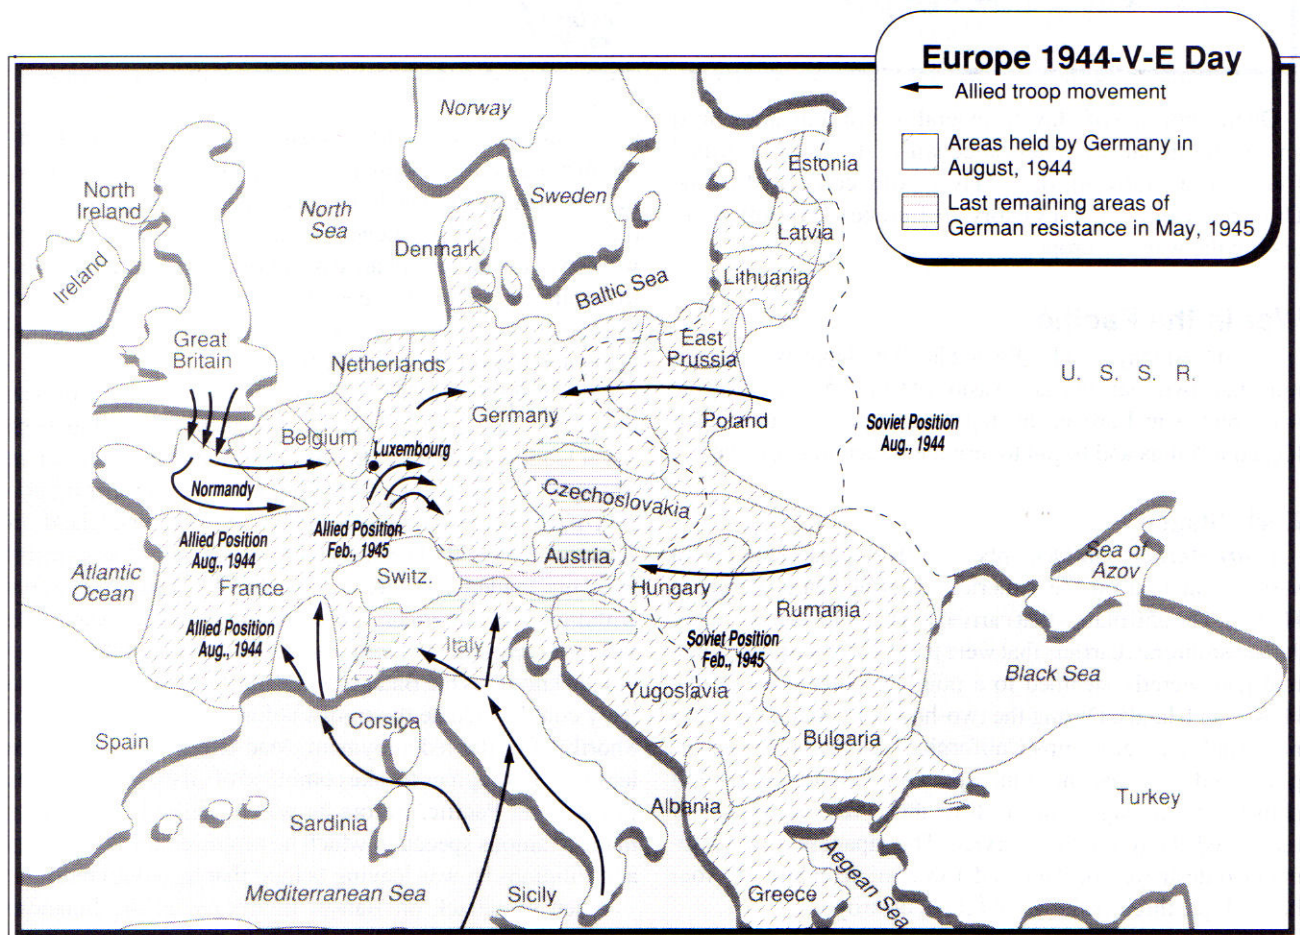 Europe 1944-V-E Day
Allied troop movement
Areas held by Germany in
August, 1944
Last remaining areas of
German resistance in May, 1945
Norway
Estonia
North
Ireland
North
Sea
Sweden
Latvia
Denmark
Ireland
Lithuania
Baltic Sea
Great
Britain
East
Prussia
Netherlands
U. S. S. R.
Germany
Poland
Soviet Position
Aug., 1944
Belgium
Luxembourg
Normandy
Czechoslovakia
Allied Position
Aug., 1944
Allied Position
Feb., 1945
Austria
Sea of
Azov
Atlantic
Ocean
France
Switz.
Hungary
Rumania
Allied Position
Aug., 1944
Italy
Soviet Position
Feb., 1945
Black Sea
Yugoslavia
Corsica
Spain
Bulgaria
Turkey
Albania
Sardinia
Aegean Sea
Mediterranean Sea
Sicily
Greece